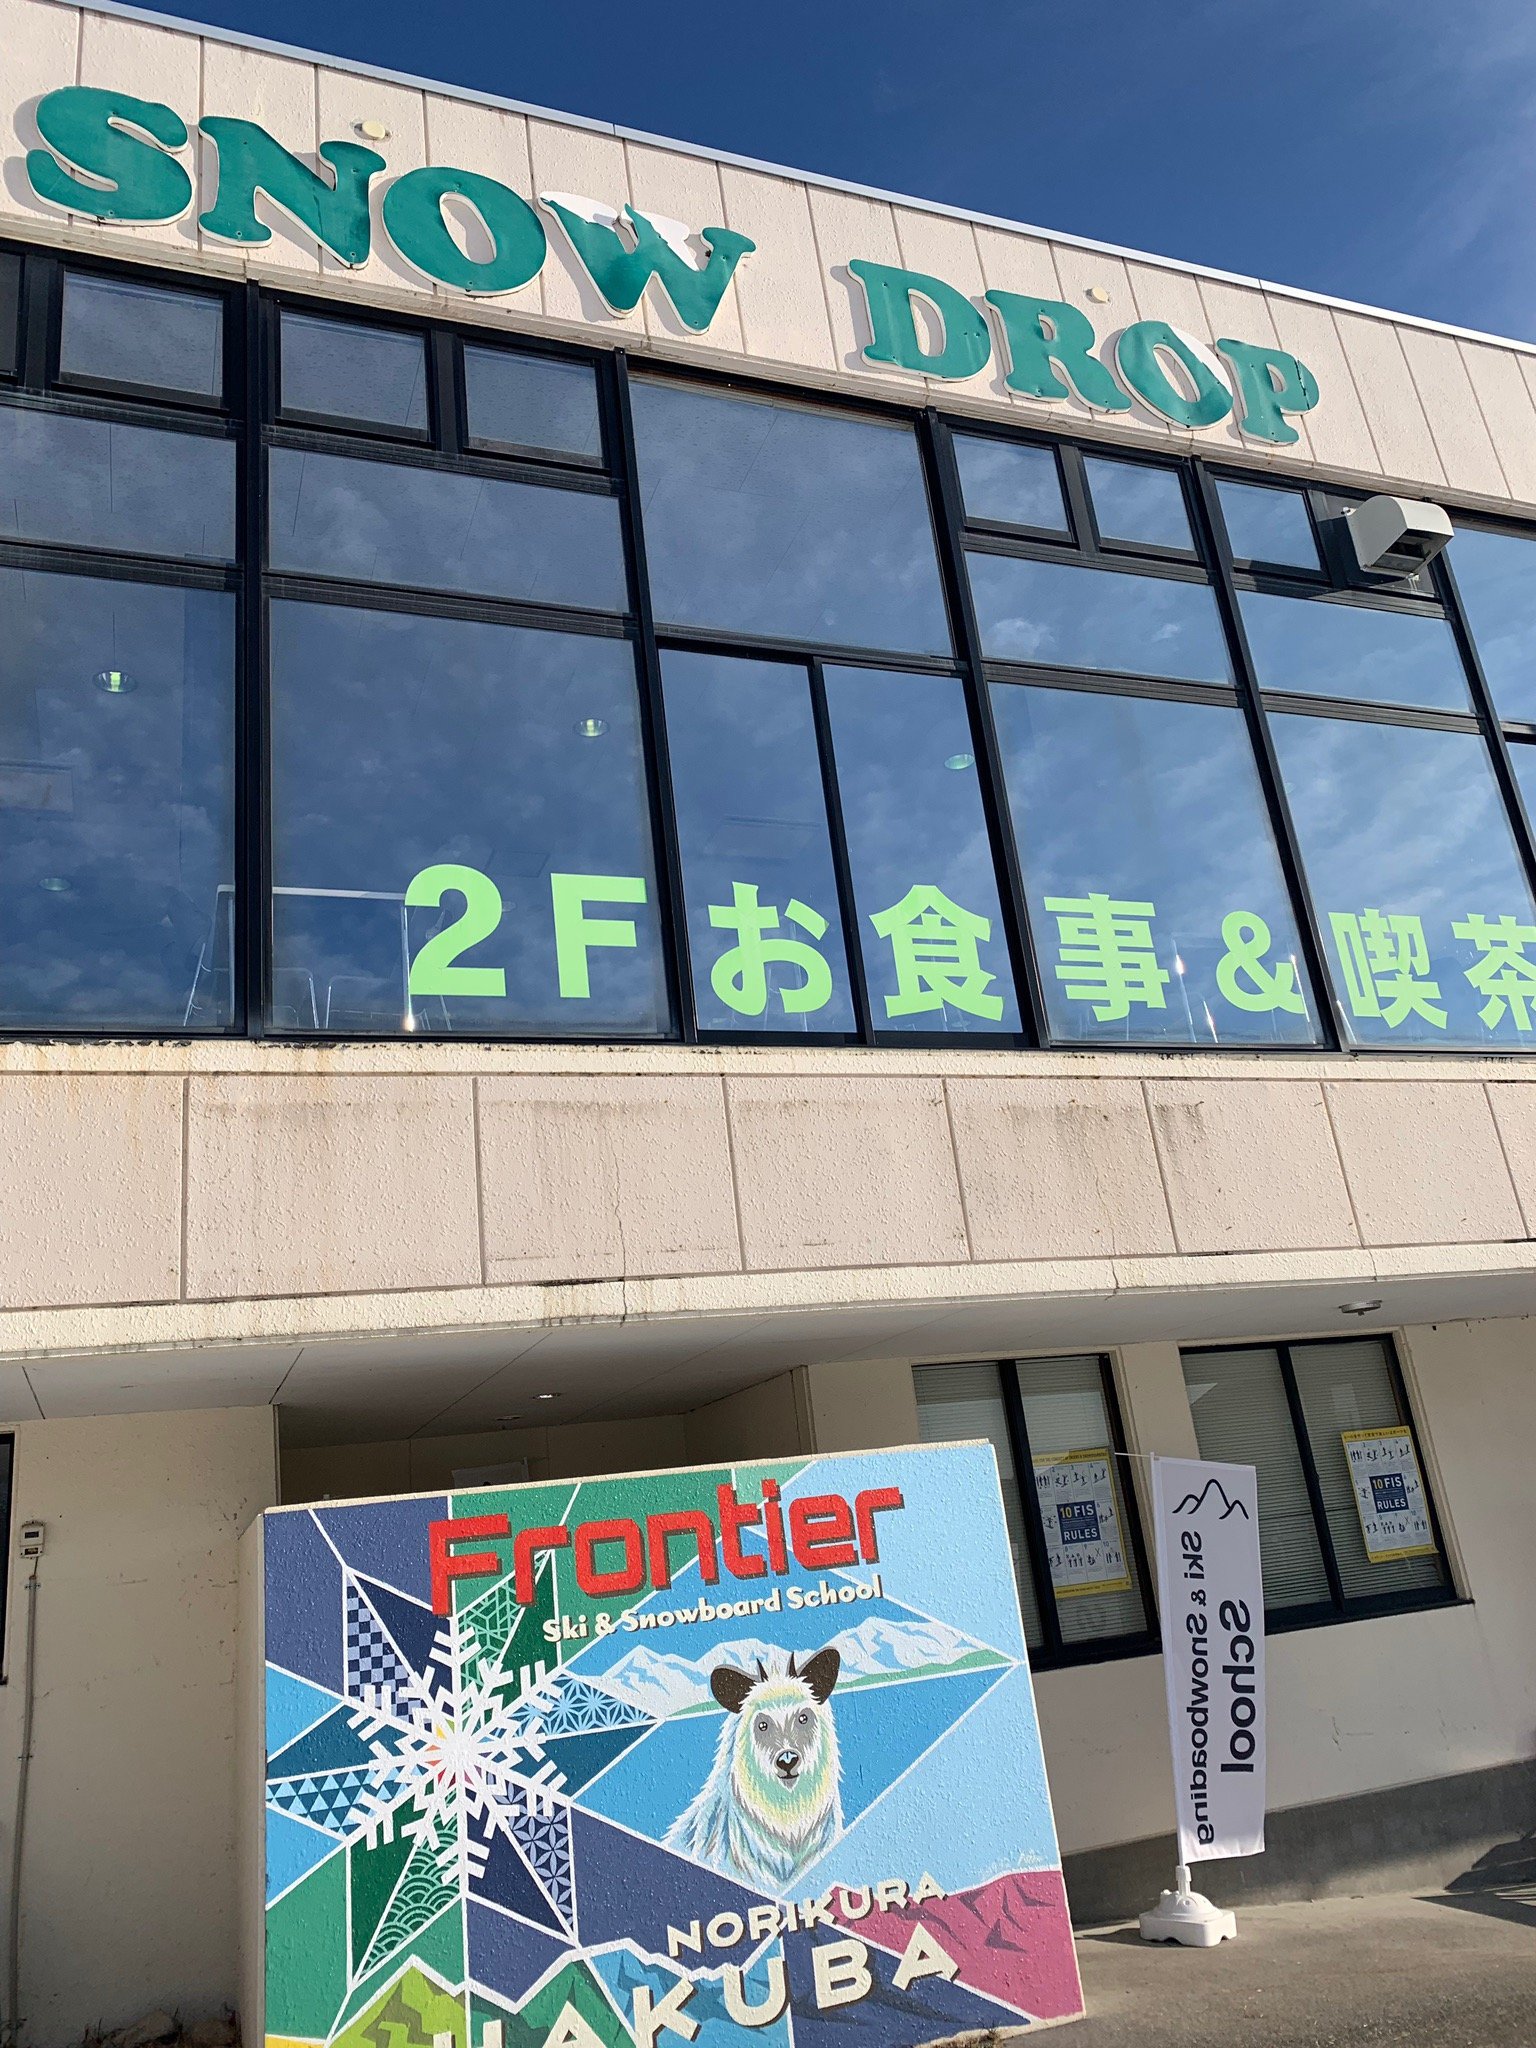 SNOW DROP
2Fお食事&喫茶
Frontier
Ski & Snowboard School
NORIKURA
HAKUBA
10 FIS
RULES
Ski & Snowboarding
School
10 FIS
RULES